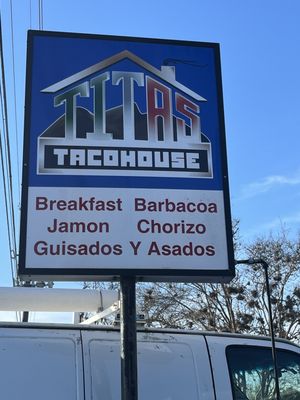 TITAS
TACOHOUSE
Breakfast Barbacoa
Jamon Chorizo
Guisados Y Asados